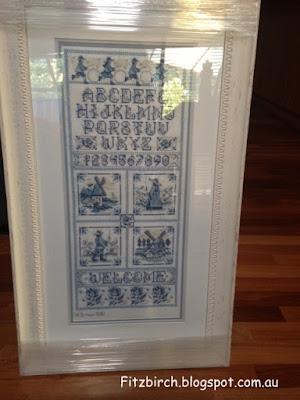 ABCDEFG
HIJKLMNO
PQRSTUV
WXYZ
1234567890
WELCOME
Fitzbirch.blogspot.com.au